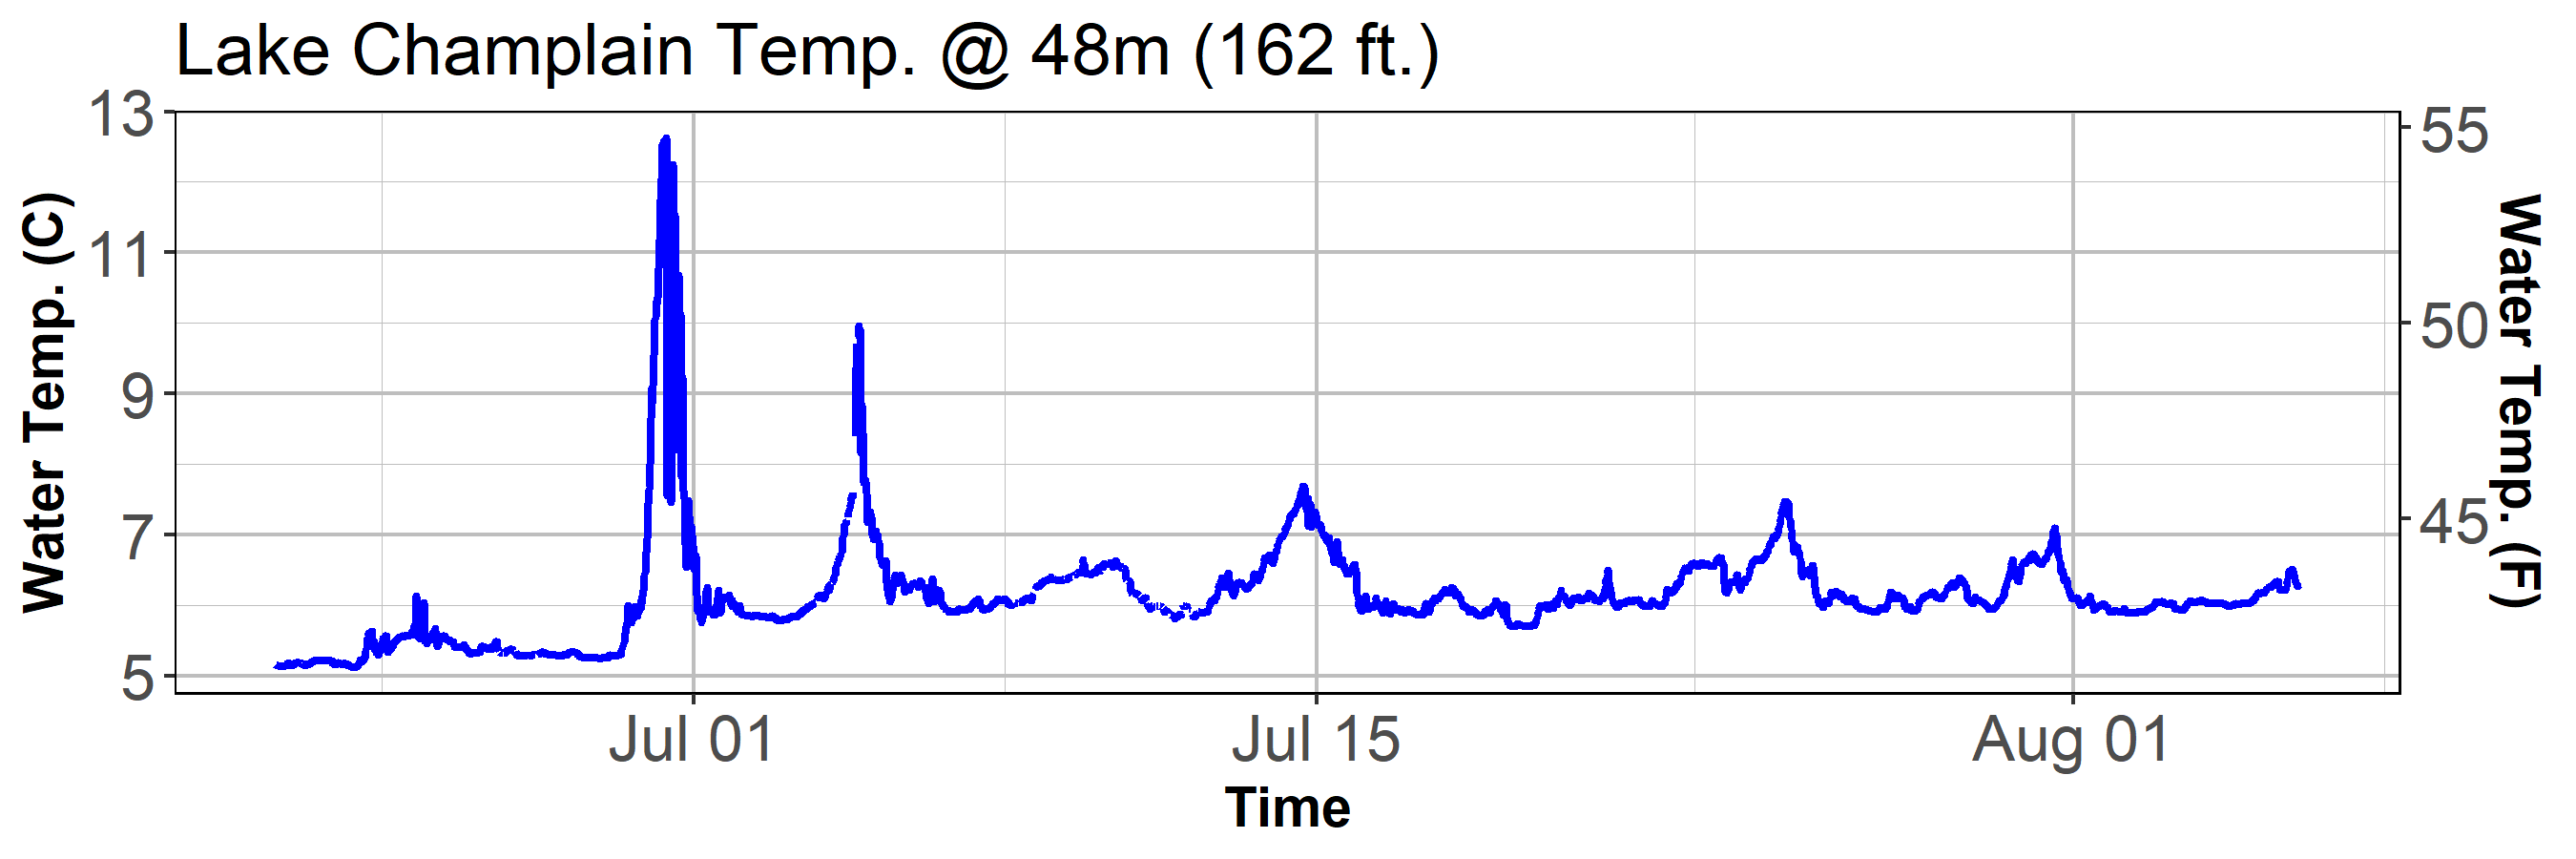 Lake Champlain Temp. @ 48m (162 ft.)
Water Temp. (C)
13
11
9
7
5
55
50
45
Water Temp. (F)
Jul 01
Jul 15
Aug 01
Time